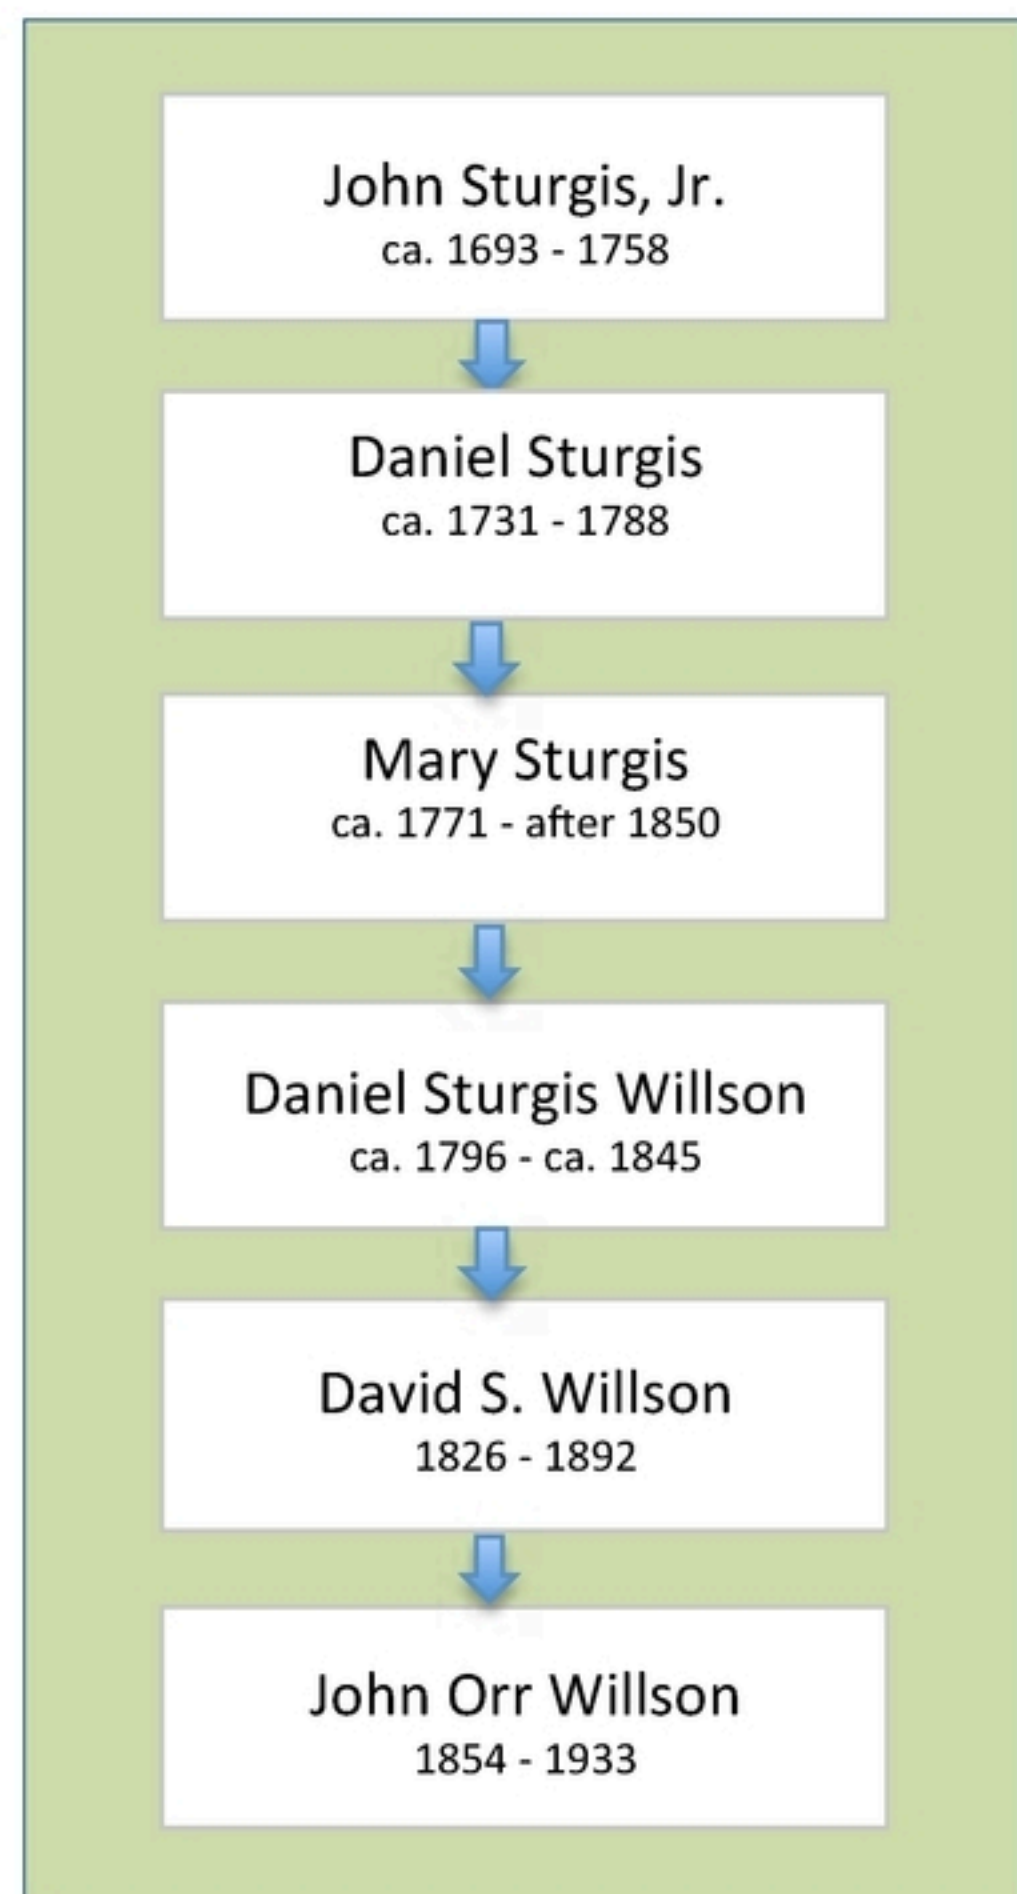 John Sturgis, Jr.
ca. 1693 - 1758
Daniel Sturgis
ca. 1731 - 1788
Mary Sturgis
ca. 1771 - after 1850
Daniel Sturgis Willson
ca. 1796 - ca. 1845
David S. Willson
1826 - 1892
John Orr Willson
1854 - 1933